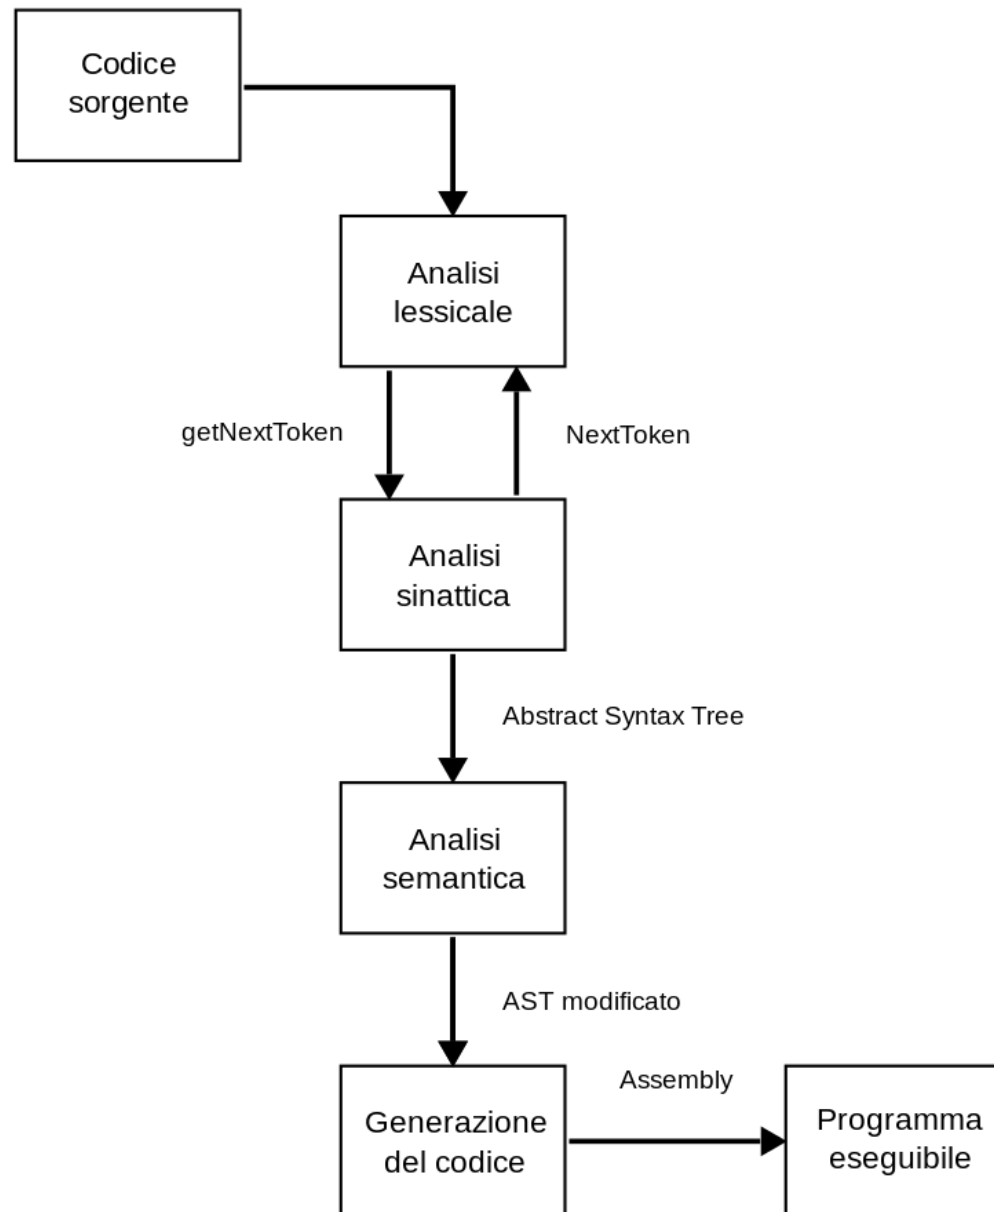 Codice
sorgente
Analisi
lessicale
getNextToken
NextToken
Analisi
sinattica
Abstract Syntax Tree
Analisi
semantica
AST modificato
Assembly
Generazione
del codice
Programma
eseguibile